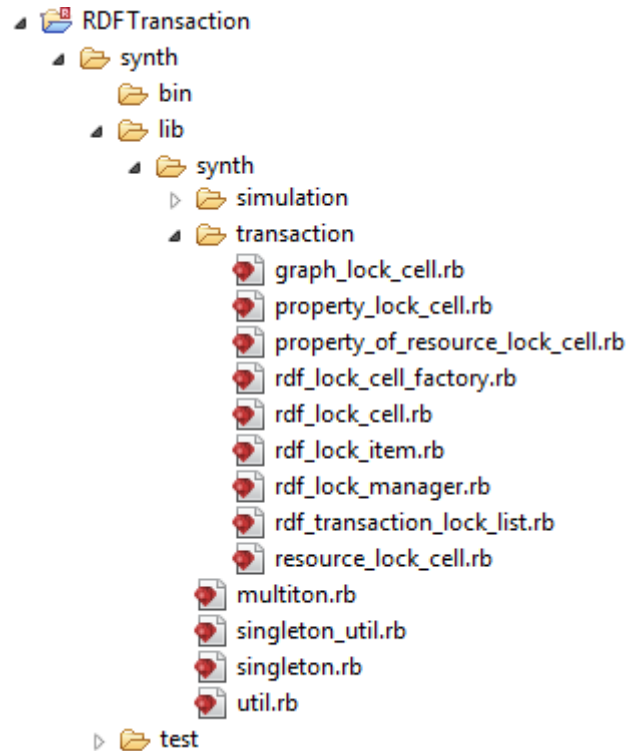 RDFTransaction
synth
bin
lib
synth
simulation
transaction
graph_lock_cell.rb
property_lock_cell.rb
property_of_resource_lock_cell.rb
rdf_lock_cell_factory.rb
rdf_lock_cell.rb
rdf_lock_item.rb
rdf_lock_manager.rb
rdf_transaction_lock_list.rb
resource_lock_cell.rb
multiton.rb
singleton_util.rb
singleton.rb
util.rb
test